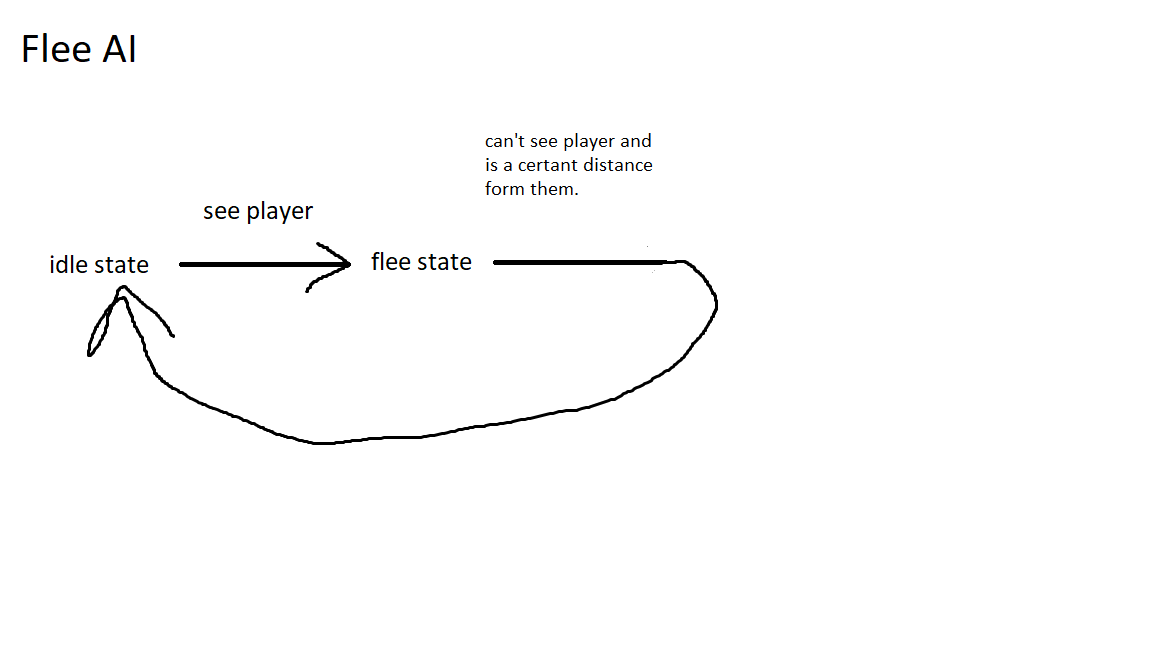 Flee AI
can't see player and
is a certant distance
form them.
see player
idle state
flee state